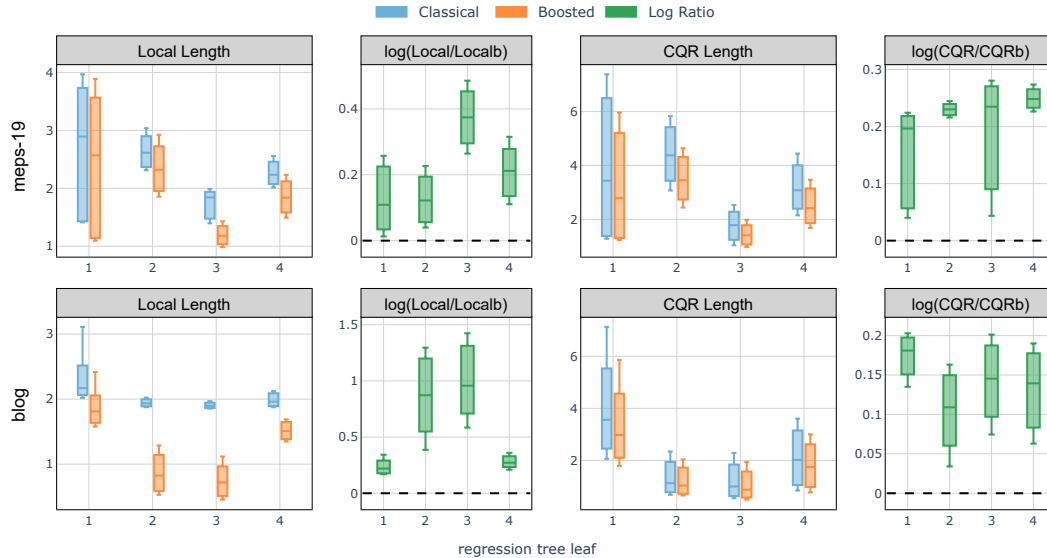 Classical Boosted Log Ratio
Local Length log(Local/Localb) CQR Length log(CQR/CQRb)
meps-19
4
3
2
1
1 2 3 4
0.4
0.2
0
1 2 3 4
6
4
2
1 2 3 4
0.3
0.2
0.1
0
1 2 3 4
Local Length log(Local/Localb) CQR Length log(CQR/CQRb)
blog
3
2
1
1 2 3 4
1.5
1
0.5
0
1 2 3 4
6
4
2
1 2 3 4
0.2
0.15
0.1
0.05
0
1 2 3 4
regression tree leaf